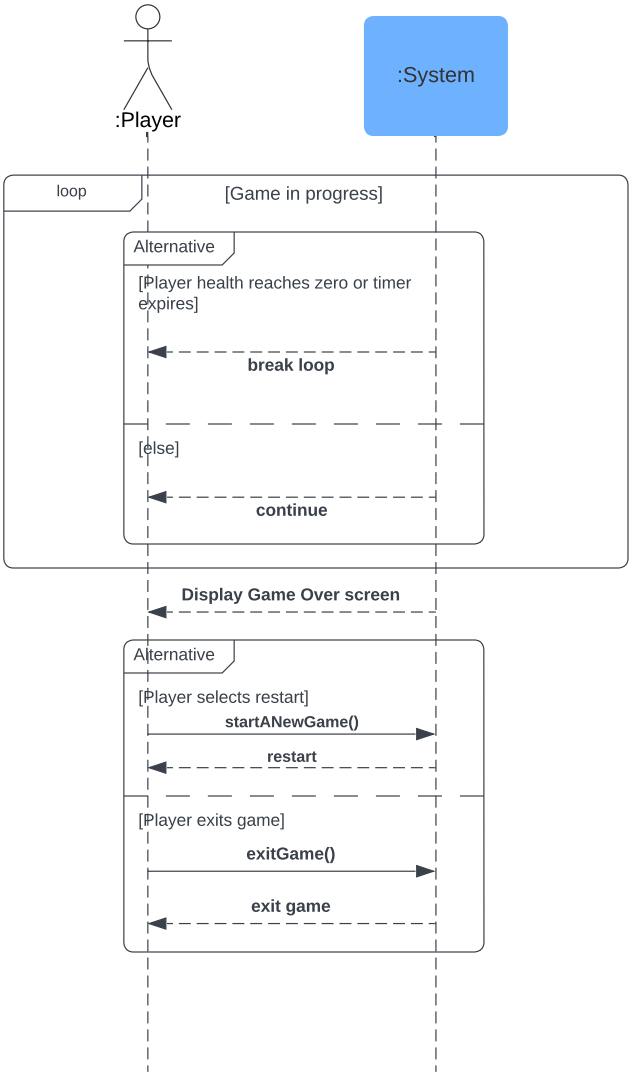 :Player
:System
loop
[Game in progress]
Alternative
[Player health reaches zero or timer
expires]
break loop
[else]
continue
Display Game Over screen
Alternative
[Player selects restart]
startANewGame()
restart
[Player exits game]
exitGame()
exit game